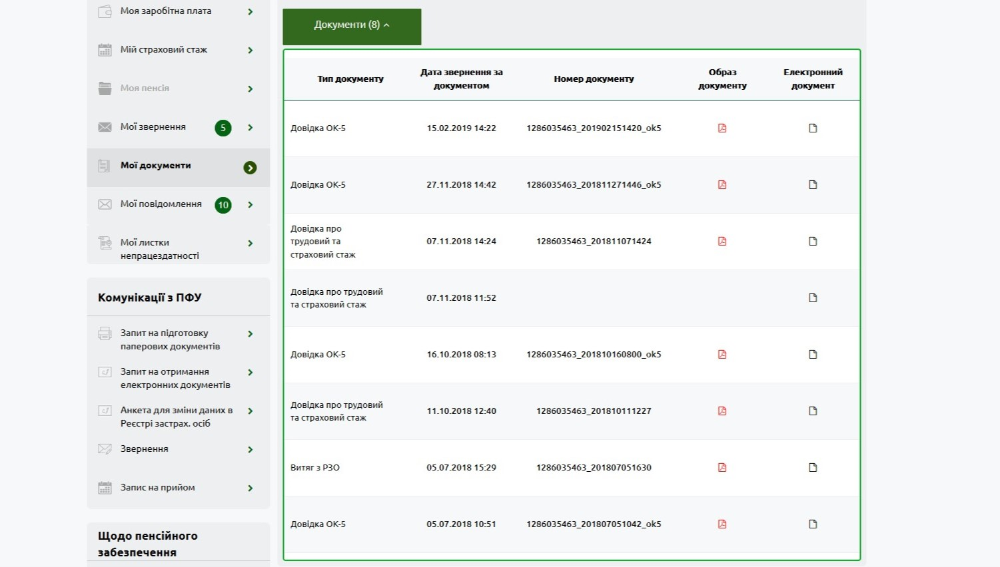 Моя заробітна плата
Мій страховий стаж
Моя пенсія
Мої звернення 5
Мої документи
Мої повідомлення 10
Мої листки
непрацездатності
Комунікації з ПФУ
Запит на підготовку
паперових документів
Запит на отримання
електронних документів
Анкета для зміни даних в
Реєстрі застрах. осіб
Звернення
Запис на прийом
Щодо пенсійного
забезпечення
Документи (8)
Тип документу
Дата звернення за
документом
Номер документу
Образ
документу
Електронний
документ
Довідка ОК-5 15.02.2019 14:22 1286035463_201902151420_ok5
Довідка ОК-5 27.11.2018 14:42 1286035463_201811271446_ok5
Довідка про
трудовий та
страховий стаж
07.11.2018 14:24 1286035463_201811071424
Довідка про трудовий
та страховий стаж
07.11.2018 11:52
Довідка ОК-5 16.10.2018 08:13 1286035463_201810160800_ok5
Довідка про трудовий
та страховий стаж
11.10.2018 12:40 1286035463_201810111227
Витяг з РЗО 05.07.2018 15:29 1286035463_201807051630
Довідка ОК-5 05.07.2018 10:51 1286035463_201807051042_ok5